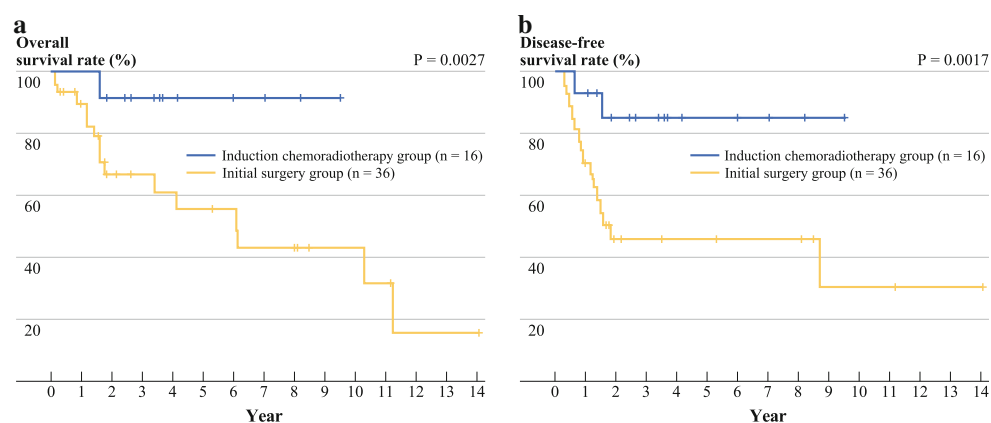 a
Overall
survival rate (%)
P = 0.0027
100
80
Induction chemoradiotherapy group (n = 16)
Initial surgery group (n = 36)
60
40
20
0 1 2 3 4 5 6 7 8 9 10 11 12 13 14
Year
b
Disease-free
survival rate (%)
P = 0.0017
100
80
Induction chemoradiotherapy group (n = 16)
Initial surgery group (n = 36)
60
40
20
0 1 2 3 4 5 6 7 8 9 10 11 12 13 14
Year